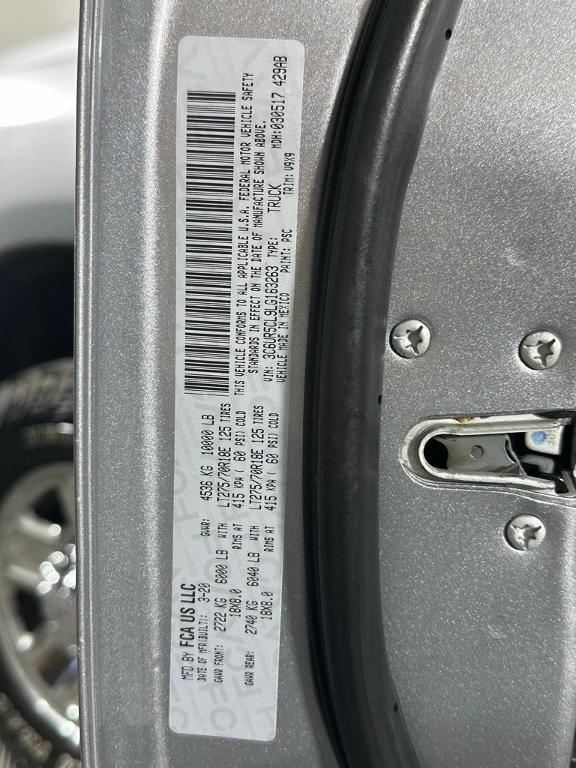 MFD BY FCA US LLC
DATE OF MFR(BUILT): 3-20 GVWR: 4536 KG 10000 LB
GAWR FRONT: 2722 KG 6000 LB WITH LT275/70R18E 125 TIRES
18X8.0 RIMS AT 415 KPA ( 60 PSI) COLD
GAWR REAR: 2740 KG 6040 LB WITH LT275/70R18E 125 TIRES
18X8.0 RIMS AT 415 KPA ( 60 PSI) COLD
THIS VEHICLE CONFORMS TO ALL APPLICABLE U.S.A. FEDERAL MOTOR VEHICLE SAFETY
STANDARDS IN EFFECT ON THE DATE OF MANUFACTURE SHOWN ABOVE.
VIN: 3C6UR5CL9LG163263 TYPE: TRUCK MDH:030517 429AB
VEHICLE MADE IN MEXICO PAINT: PSC TRIM: V9X9